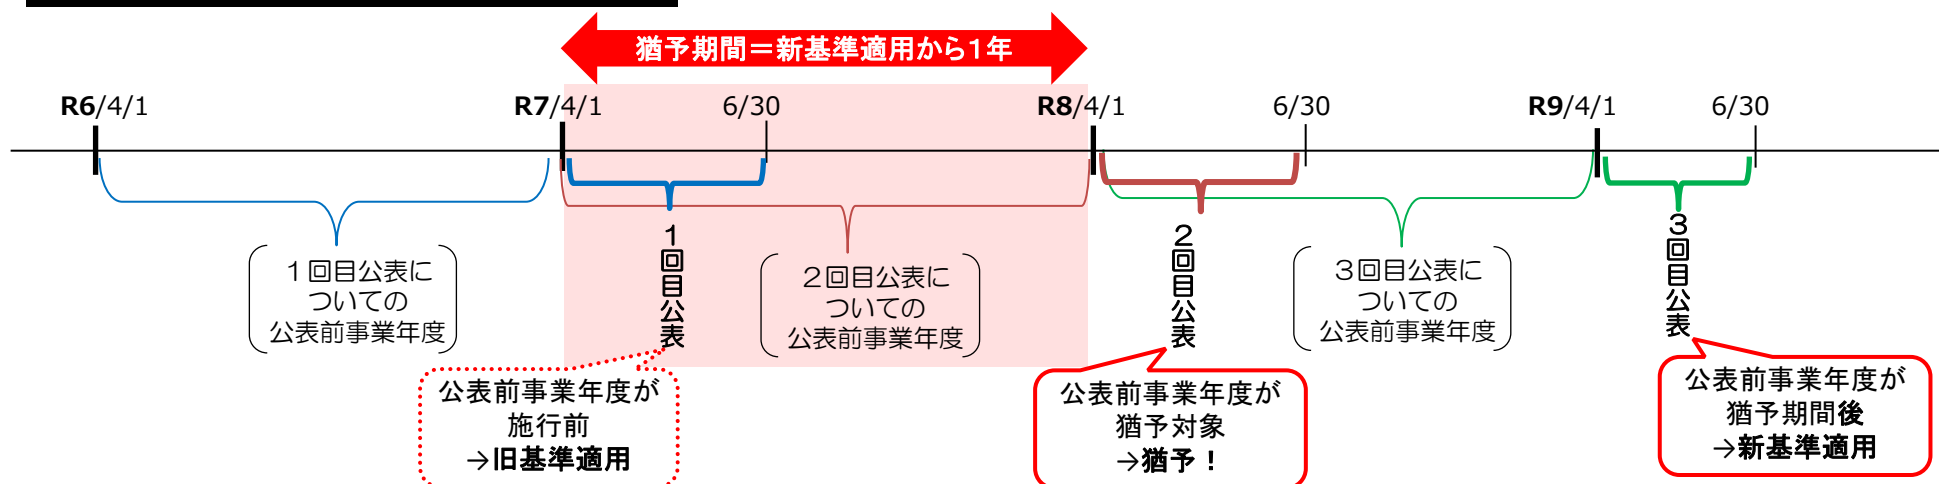 猶予期間＝新基準適用から1年
R6/4/1
R7/4/1
6/30
R8/4/1
6/30
R9/4/1
6/30
１回目公表に
ついての
公表前事業年度
１回目公表
２回目公表に
ついての
公表前事業年度
２回目公表
３回目公表に
ついての
公表前事業年度
３回目公表
公表前事業年度が
施行前
→旧基準適用
公表前事業年度が
猶予対象
→猶予！
公表前事業年度が
猶予期間後
→新基準適用